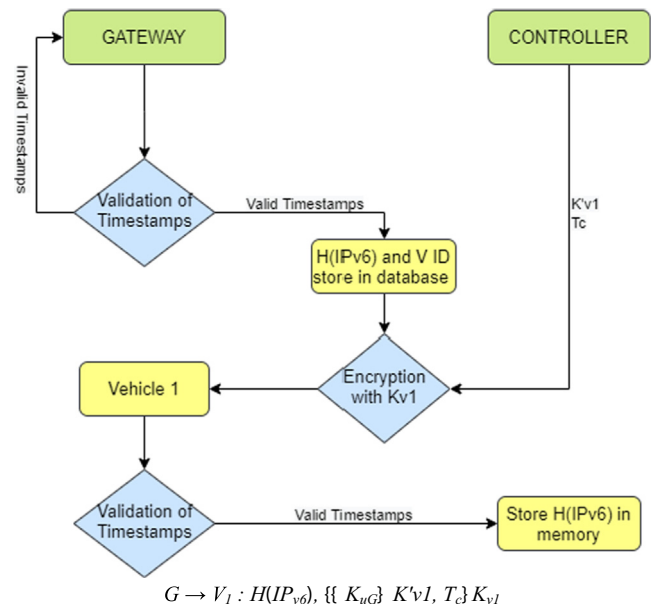 GATEWAY
CONTROLLER
Invalid Timestamps
Validation of
Timestamps
Valid Timestamps
K'v1
Tc
H(IPv6) and V ID
store in database
Encryption
with Kv1
Vehicle 1
Validation of
Timestamps
Valid Timestamps
Store H(IPv6) in
memory
G → V₁ : H(IPᵥ₆), {{ KᵤG} K'v1, T꜀} Kᵥ₁